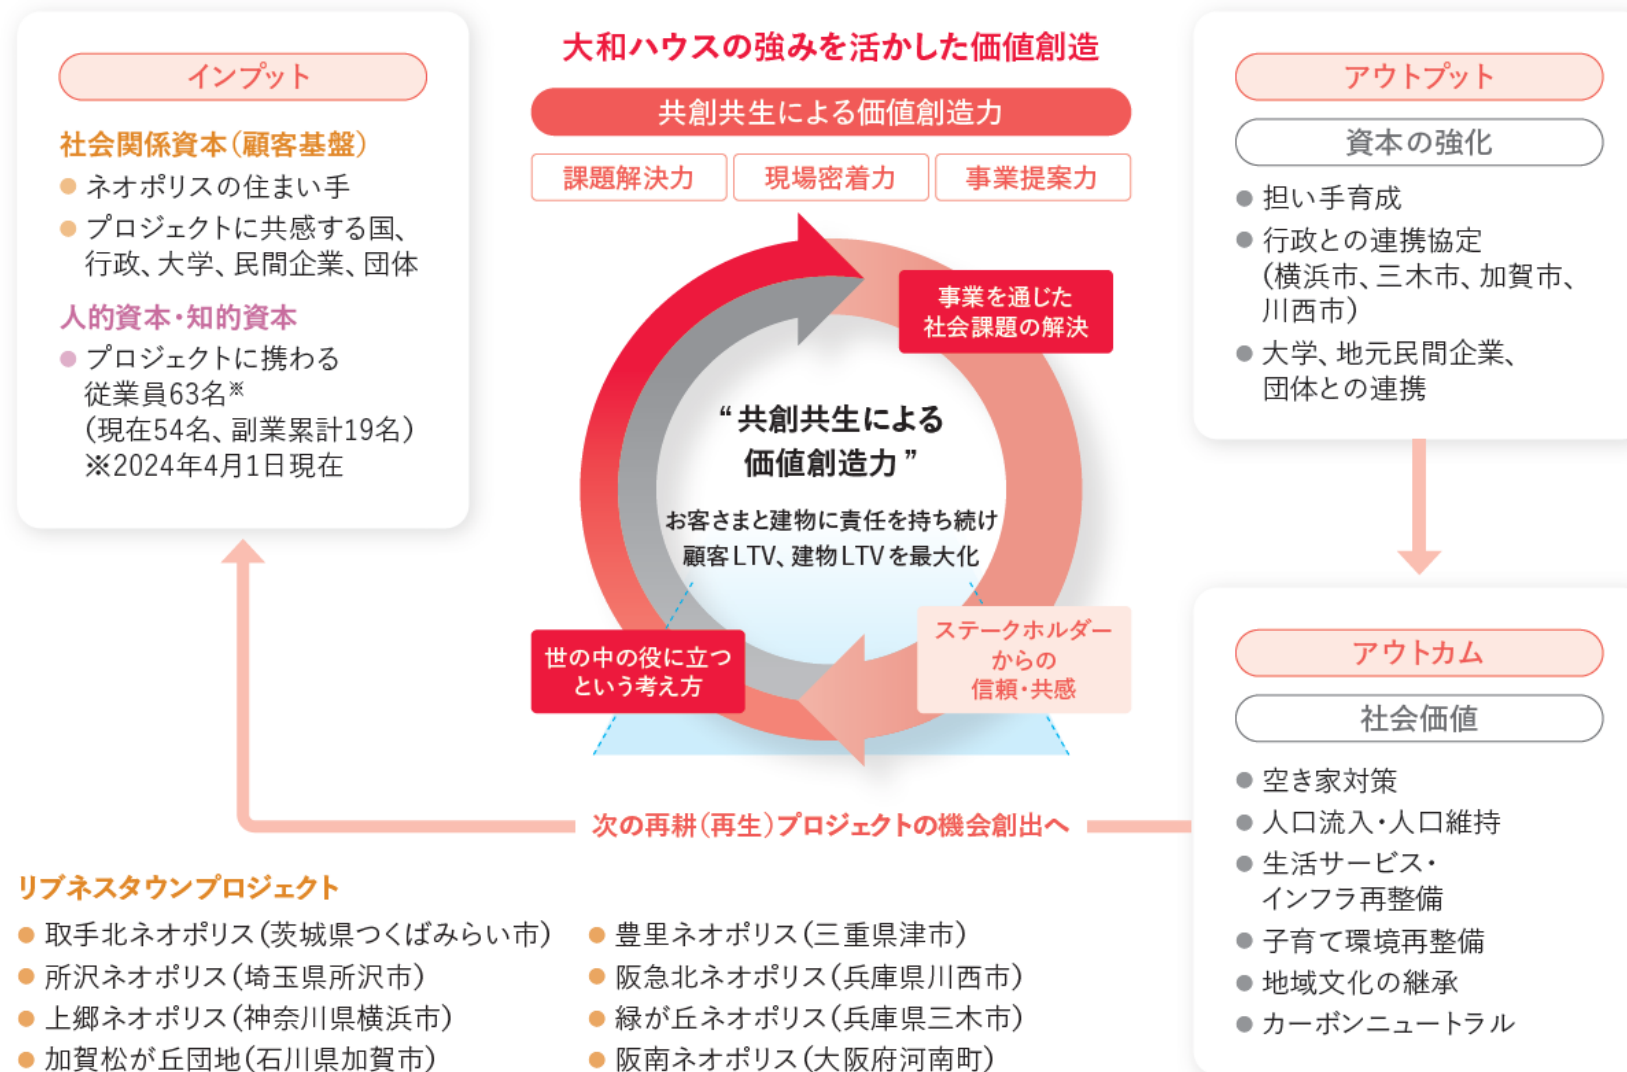 インプット
社会関係資本（顧客基盤）
● ネオポリスの住まい手
● プロジェクトに共感する国、
行政、大学、民間企業、団体
人的資本・知的資本
● プロジェクトに携わる
従業員63名※
（現在54名、副業累計19名）
※2024年4月1日現在
大和ハウスの強みを活かした価値創造
共創共生による価値創造力
課題解決力
現場密着力
事業提案力
事業を通じた
社会課題の解決
“共創共生による
価値創造力”
お客さまと建物に責任を持ち続け
顧客LTV、建物LTVを最大化
ステークホルダー
からの
信頼・共感
世の中の役に立つ
という考え方
アウトプット
資本の強化
● 担い手育成
● 行政との連携協定
（横浜市、三木市、加賀市、
川西市）
● 大学、地元民間企業、
団体との連携
アウトカム
社会価値
● 空き家対策
● 人口流入・人口維持
● 生活サービス・
インフラ再整備
● 子育て環境再整備
● 地域文化の継承
● カーボンニュートラル
次の再耕（再生）プロジェクトの機会創出へ
リブネスタウンプロジェクト
● 取手北ネオポリス（茨城県つくばみらい市）
● 所沢ネオポリス（埼玉県所沢市）
● 上郷ネオポリス（神奈川県横浜市）
● 加賀松が丘団地（石川県加賀市）
● 豊里ネオポリス（三重県津市）
● 阪急北ネオポリス（兵庫県川西市）
● 緑が丘ネオポリス（兵庫県三木市）
● 阪南ネオポリス（大阪府河南町）